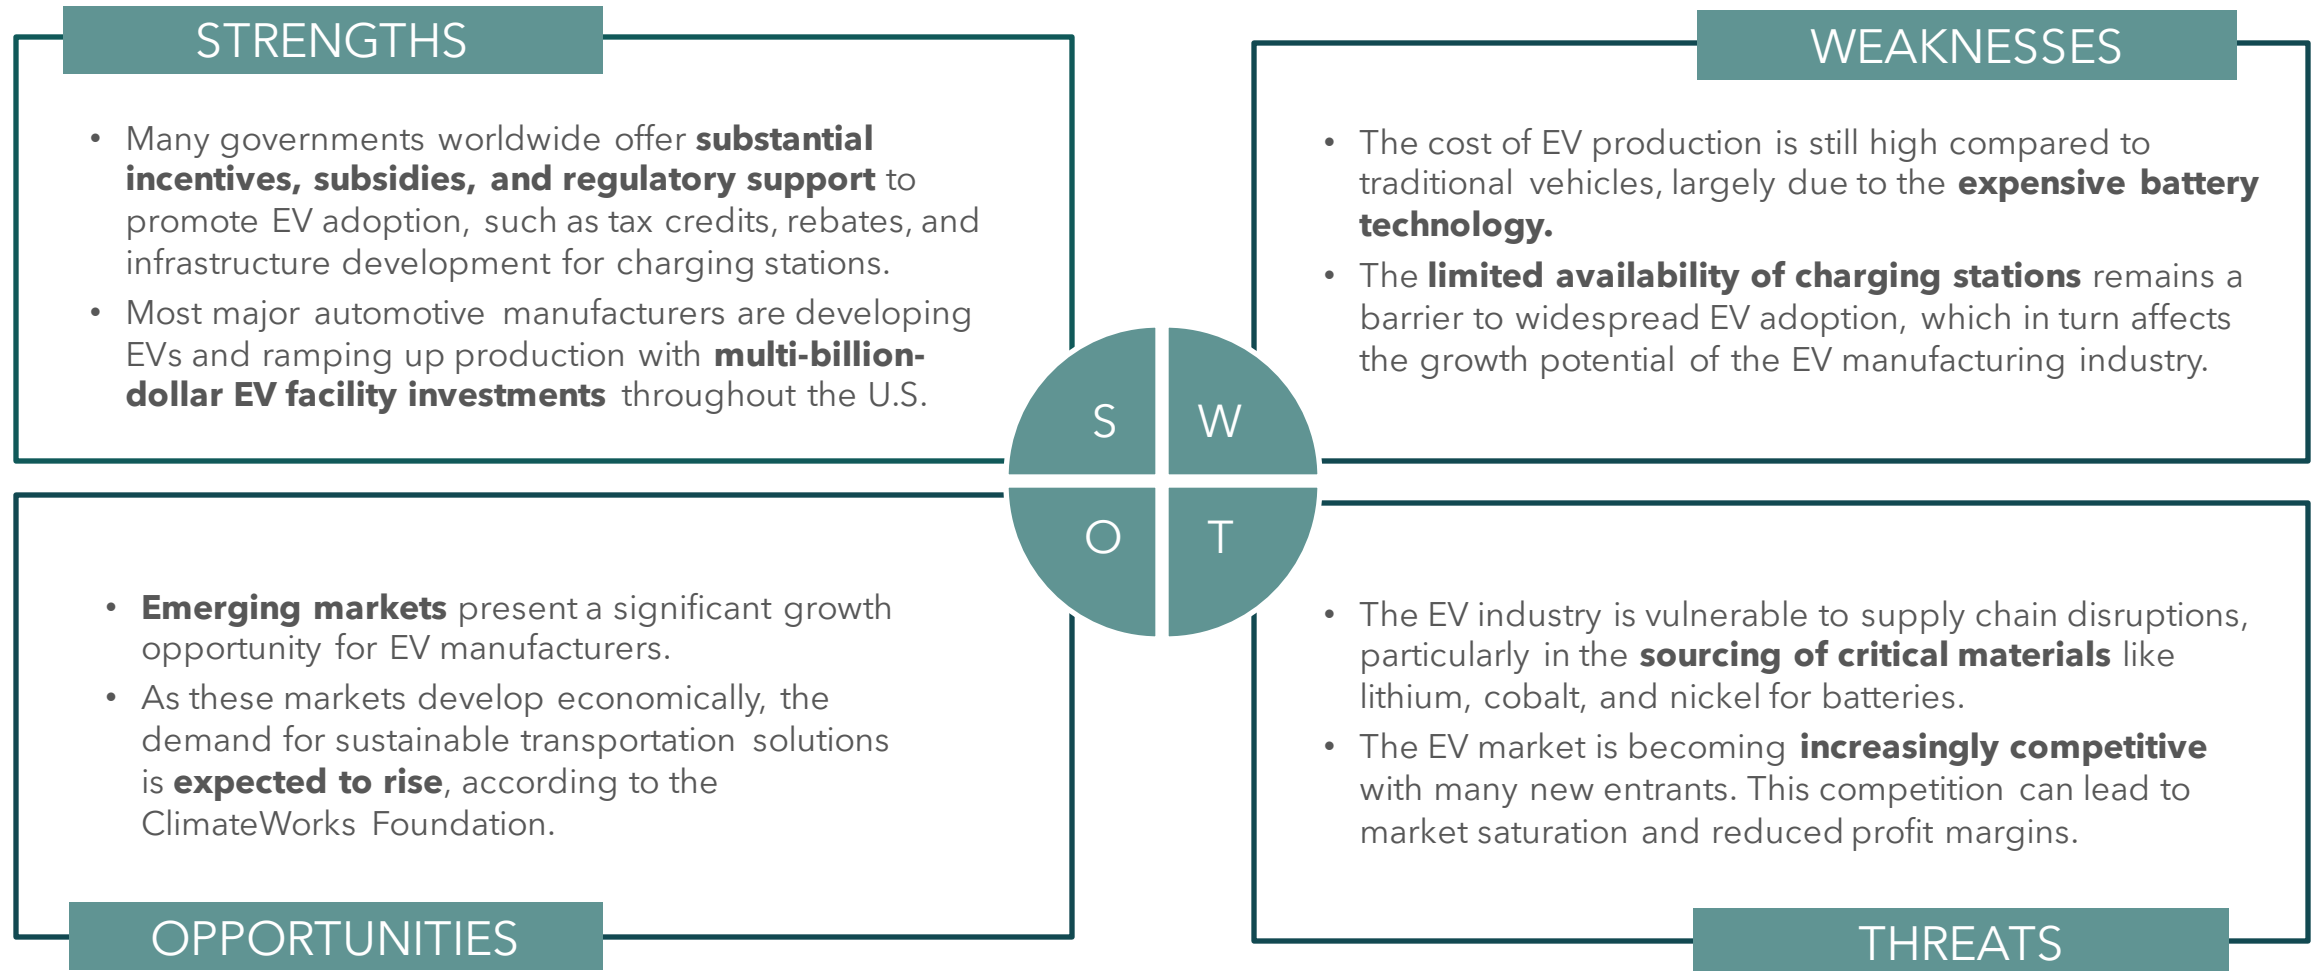 STRENGTHS
• Many governments worldwide offer substantial
incentives, subsidies, and regulatory support to
promote EV adoption, such as tax credits, rebates, and
infrastructure development for charging stations.
• Most major automotive manufacturers are developing
EVs and ramping up production with multi-billion-
dollar EV facility investments throughout the U.S.
WEAKNESSES
• The cost of EV production is still high compared to
traditional vehicles, largely due to the expensive battery
technology.
• The limited availability of charging stations remains a
barrier to widespread EV adoption, which in turn affects
the growth potential of the EV manufacturing industry.
S
W
O
T
• Emerging markets present a significant growth
opportunity for EV manufacturers.
• As these markets develop economically, the
demand for sustainable transportation solutions
is expected to rise, according to the
ClimateWorks Foundation.
OPPORTUNITIES
• The EV industry is vulnerable to supply chain disruptions,
particularly in the sourcing of critical materials like
lithium, cobalt, and nickel for batteries.
• The EV market is becoming increasingly competitive
with many new entrants. This competition can lead to
market saturation and reduced profit margins.
THREATS